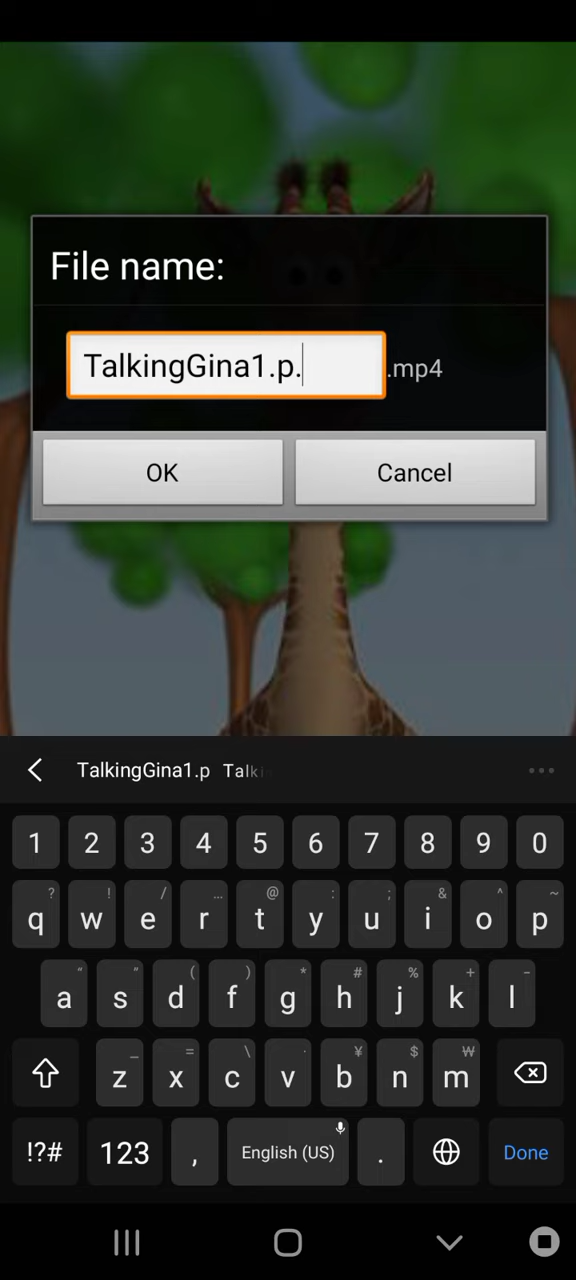 File name:
TalkingGina1.p. .mp4
OK Cancel
TalkingGina1.p Talki
1 2 3 4 5 6 7 8 9 0
? ! / ... @ : ; & ^ ~
q w e r t y u i o p
“ ” ( ) * # % + -
a s d f g h j k l
_ = \ · ¥ $ ₩
z x c v b n m
!?# 123 , English (US) . Done